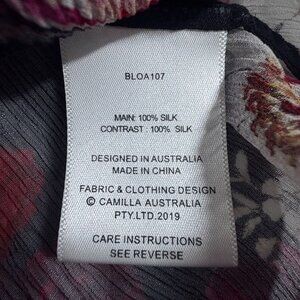 BLOA107
MAIN: 100% SILK
CONTRAST : 100% SILK
DESIGNED IN AUSTRALIA
MADE IN CHINA
FABRIC & CLOTHING DESIGN
© CAMILLA AUSTRALIA
PTY.LTD.2019
CARE INSTRUCTIONS
SEE REVERSE